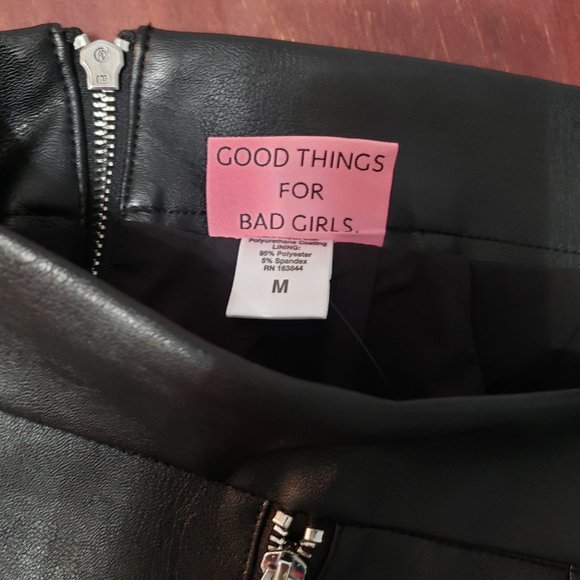 GOOD THINGS
FOR
BAD GIRLS.
Polyurethane Coating
LINING:
95% Polyester
5% Spandex
RN 163844
M